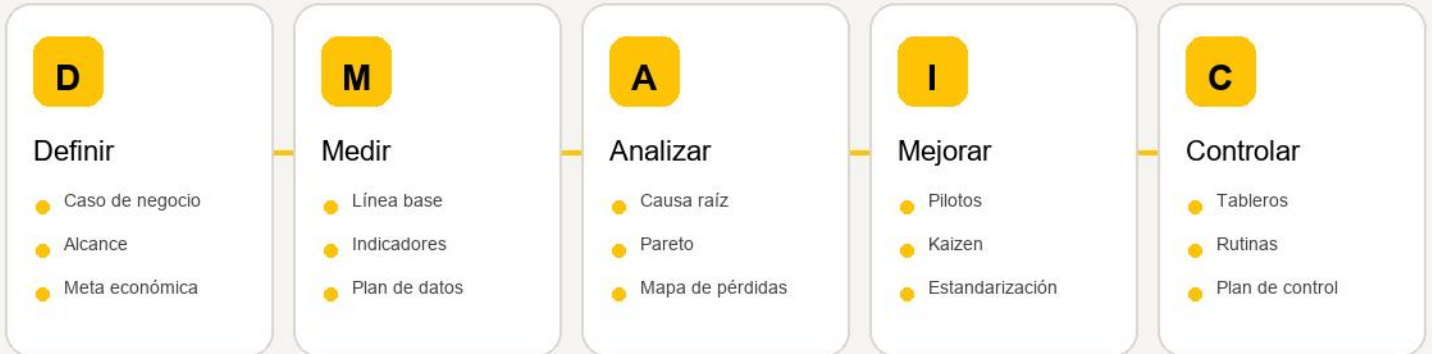 D
Definir
Caso de negocio
Alcance
Meta económica
M
Medir
Línea base
Indicadores
Plan de datos
A
Analizar
Causa raíz
Pareto
Mapa de pérdidas
I
Mejorar
Pilotos
Kaizen
Estandarización
C
Controlar
Tableros
Rutinas
Plan de control